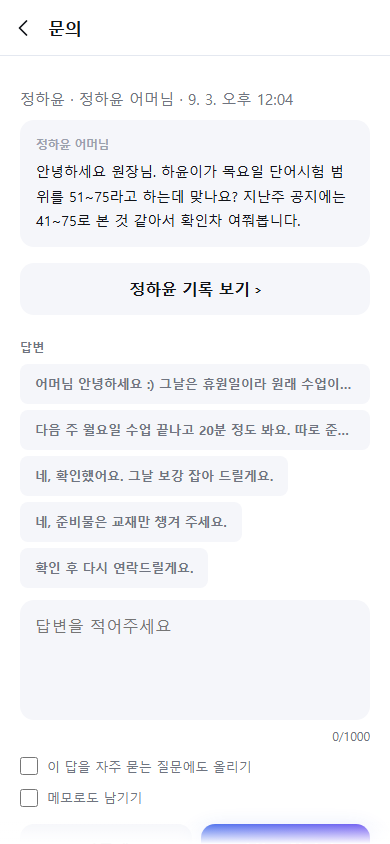 문의
정하윤 · 정하윤 어머님 · 9. 3. 오후 12:04
정하윤 어머님
안녕하세요 원장님. 하윤이가 목요일 단어시험 범
위를 51~75라고 하는데 맞나요? 지난주 공지에는
41~75로 본 것 같아서 확인차 여쭤봅니다.
정하윤 기록 보기 >
답변
어머님 안녕하세요 :) 그날은 휴원일이라 원래 수업이...
다음 주 월요일 수업 끝나고 20분 정도 봐요. 따로 준...
네, 확인했어요. 그날 보강 잡아 드릴게요.
네, 준비물은 교재만 챙겨 주세요.
확인 후 다시 연락드릴게요.
답변을 적어주세요
0/1000
이 답을 자주 묻는 질문에도 올리기
메모로도 남기기